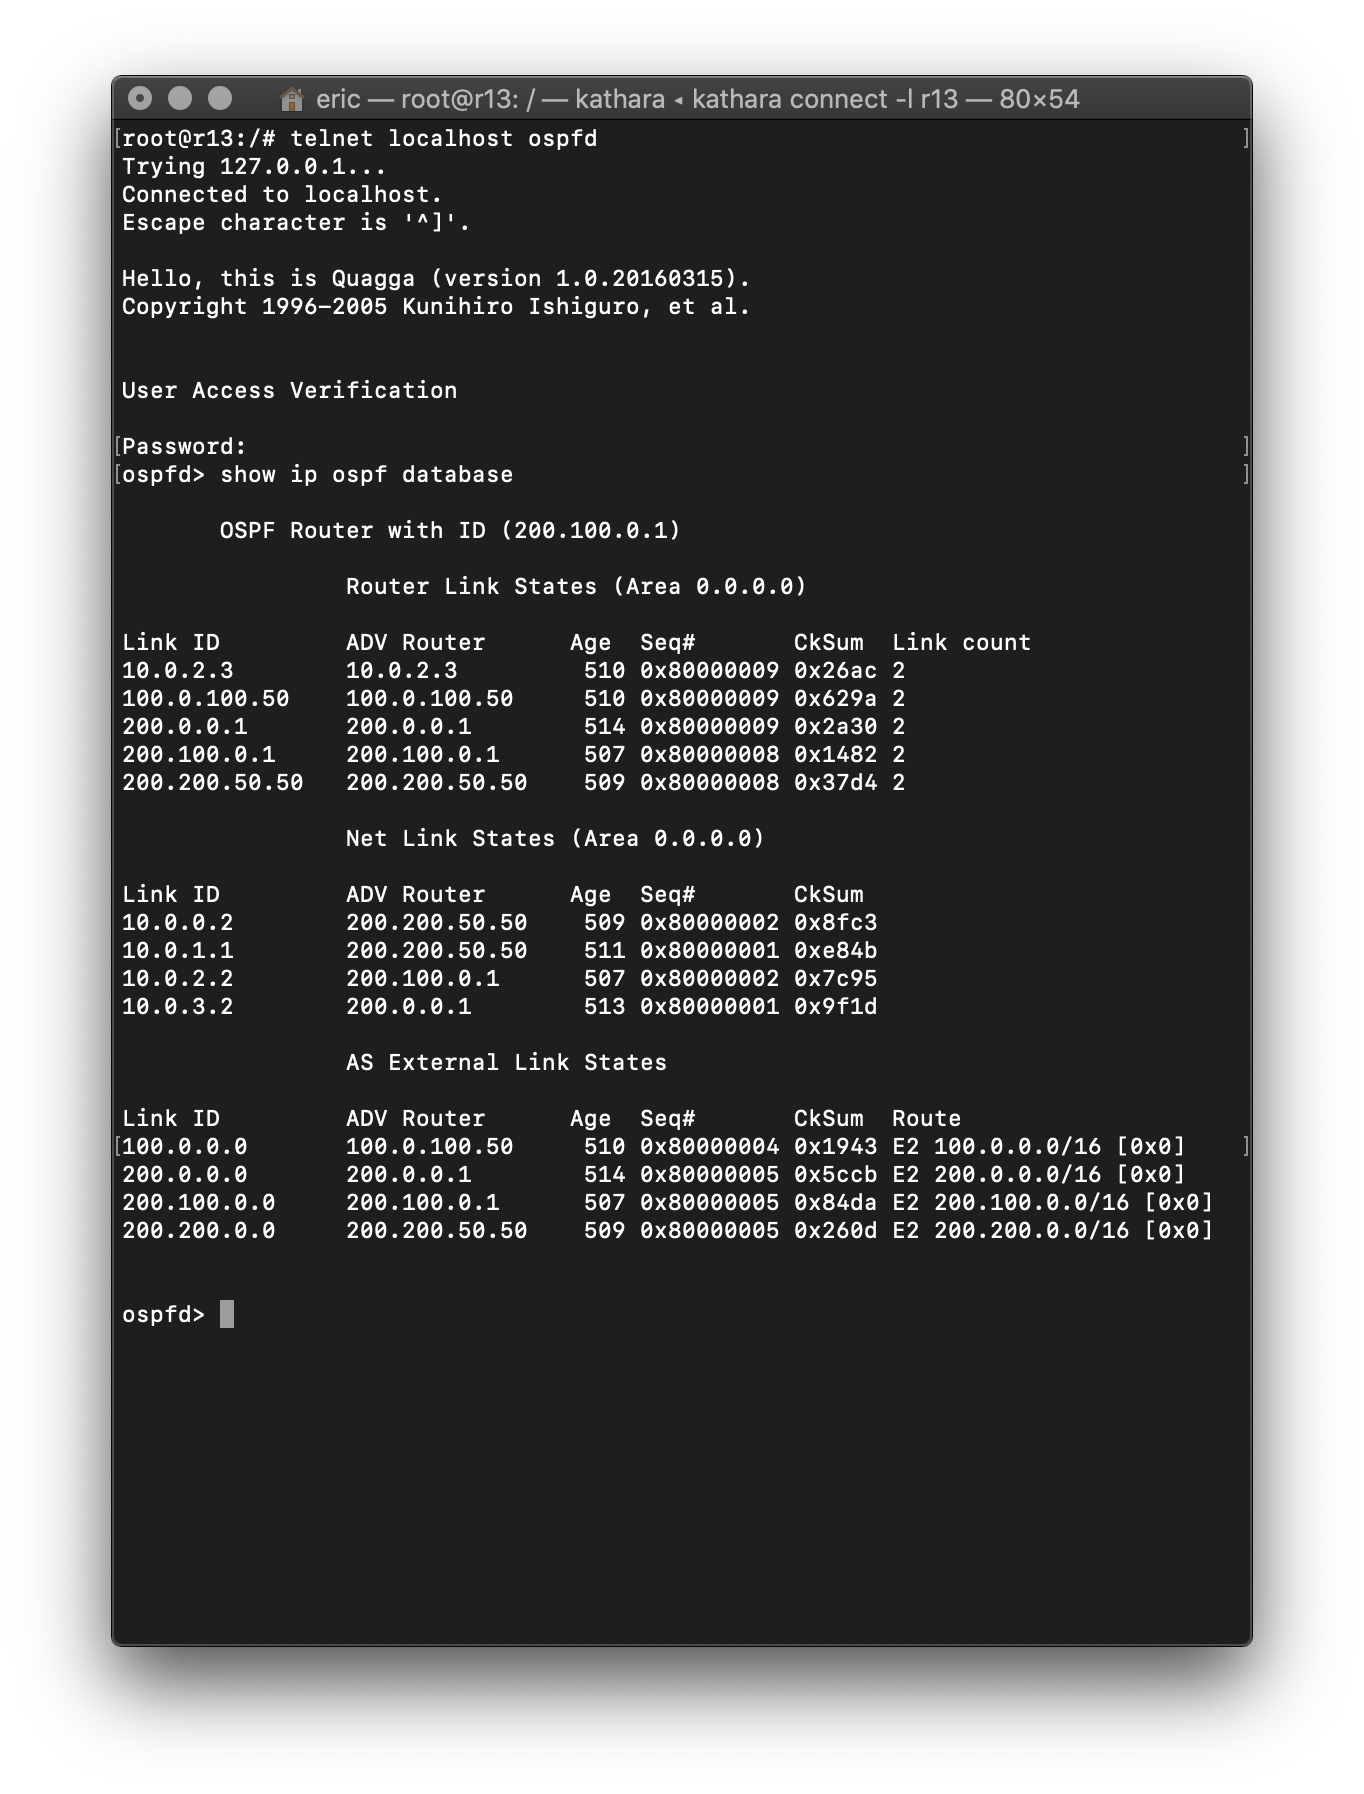 eric — root@r13: / — kathara ◂ kathara connect -l r13 — 80×54
[root@r13:/# telnet localhost ospfd ]
Trying 127.0.0.1...
Connected to localhost.
Escape character is '^]'.
Hello, this is Quagga (version 1.0.20160315).
Copyright 1996-2005 Kunihiro Ishiguro, et al.
User Access Verification
[Password: ]
[ospfd> show ip ospf database ]
OSPF Router with ID (200.100.0.1)
Router Link States (Area 0.0.0.0)
Link ID ADV Router Age Seq# CkSum Link count
10.0.2.3 10.0.2.3 510 0x80000009 0x26ac 2
100.0.100.50 100.0.100.50 510 0x80000009 0x629a 2
200.0.0.1 200.0.0.1 514 0x80000009 0x2a30 2
200.100.0.1 200.100.0.1 507 0x80000008 0x1482 2
200.200.50.50 200.200.50.50 509 0x80000008 0x37d4 2
Net Link States (Area 0.0.0.0)
Link ID ADV Router Age Seq# CkSum
10.0.0.2 200.200.50.50 509 0x80000002 0x8fc3
10.0.1.1 200.200.50.50 511 0x80000001 0xe84b
10.0.2.2 200.100.0.1 507 0x80000002 0x7c95
10.0.3.2 200.0.0.1 513 0x80000001 0x9f1d
AS External Link States
Link ID ADV Router Age Seq# CkSum Route
[100.0.0.0 100.0.100.50 510 0x80000004 0x1943 E2 100.0.0.0/16 [0x0] ]
200.0.0.0 200.0.0.1 514 0x80000005 0x5ccb E2 200.0.0.0/16 [0x0]
200.100.0.0 200.100.0.1 507 0x80000005 0x84da E2 200.100.0.0/16 [0x0]
200.200.0.0 200.200.50.50 509 0x80000005 0x260d E2 200.200.0.0/16 [0x0]
ospfd>